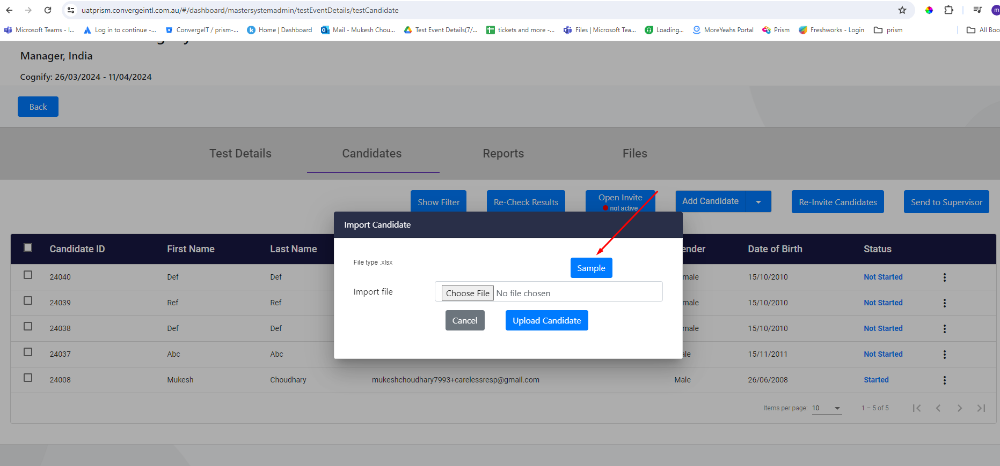 uatprism.convergeintl.com.au/#/dashboard/mastersystemadmin/testEventDetails/testCandidate
m
Microsoft Teams - I... Log in to continue -... ConvergeIT / prism-... Home | Dashboard Mail - Mukesh Chou... Test Event Details(7/... tickets and more -... Files | Microsoft Tea... Loading... MoreYeahs Portal Prism Freshworks - Login prism All Boo
Manager, India
Cognify: 26/03/2024 - 11/04/2024
Back
Test Details Candidates Reports Files
Show Filter Re-Check Results Open Invite Add Candidate Re-Invite Candidates Send to Supervisor
not active
Import Candidate
Candidate ID First Name Last Name ender Date of Birth Status
File type .xlsx
Sample
24040 Def Def male 15/10/2010 Not Started
Import file Choose File No file chosen
24039 Ref Ref male 15/10/2010 Not Started
Cancel Upload Candidate
24038 Def Def male 15/10/2010 Not Started
24037 Abc Abc ale 15/11/2011 Not Started
24008 Mukesh Choudhary mukeshchoudhary7993+carelessresp@gmail.com Male 26/06/2008 Started
Items per page: 10 1 – 5 of 5